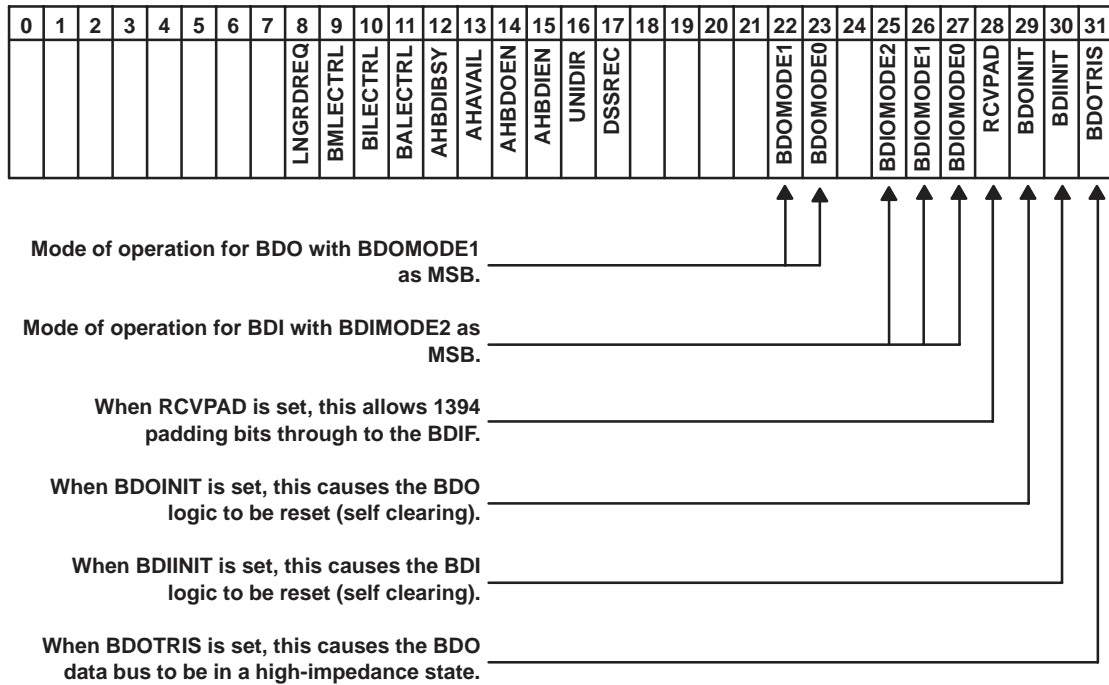 0 1 2 3 4 5 6 7 8 9 10 11 12 13 14 15 16 17 18 19 20 21 22 23 24 25 26 27 28 29 30 31
LNGRDREQ
BMLECTRL
BILECTRL
BALECTRL
AHBDIBSY
AHAVAIL
AHBDOEN
AHBDIEN
UNIDIR
DSSREC
BDOMODE1
BDOMODE0
BDIOMODE2
BDIOMODE1
BDIOMODE0
RCVPAD
BDOINIT
BDIINIT
BDOTRIS
Mode of operation for BDO with BDOMODE1
as MSB.
Mode of operation for BDI with BDIMODE2 as
MSB.
When RCVPAD is set, this allows 1394
padding bits through to the BDIF.
When BDOINIT is set, this causes the BDO
logic to be reset (self clearing).
When BDIINIT is set, this causes the BDI
logic to be reset (self clearing).
When BDOTRIS is set, this causes the BDO
data bus to be in a high-impedance state.